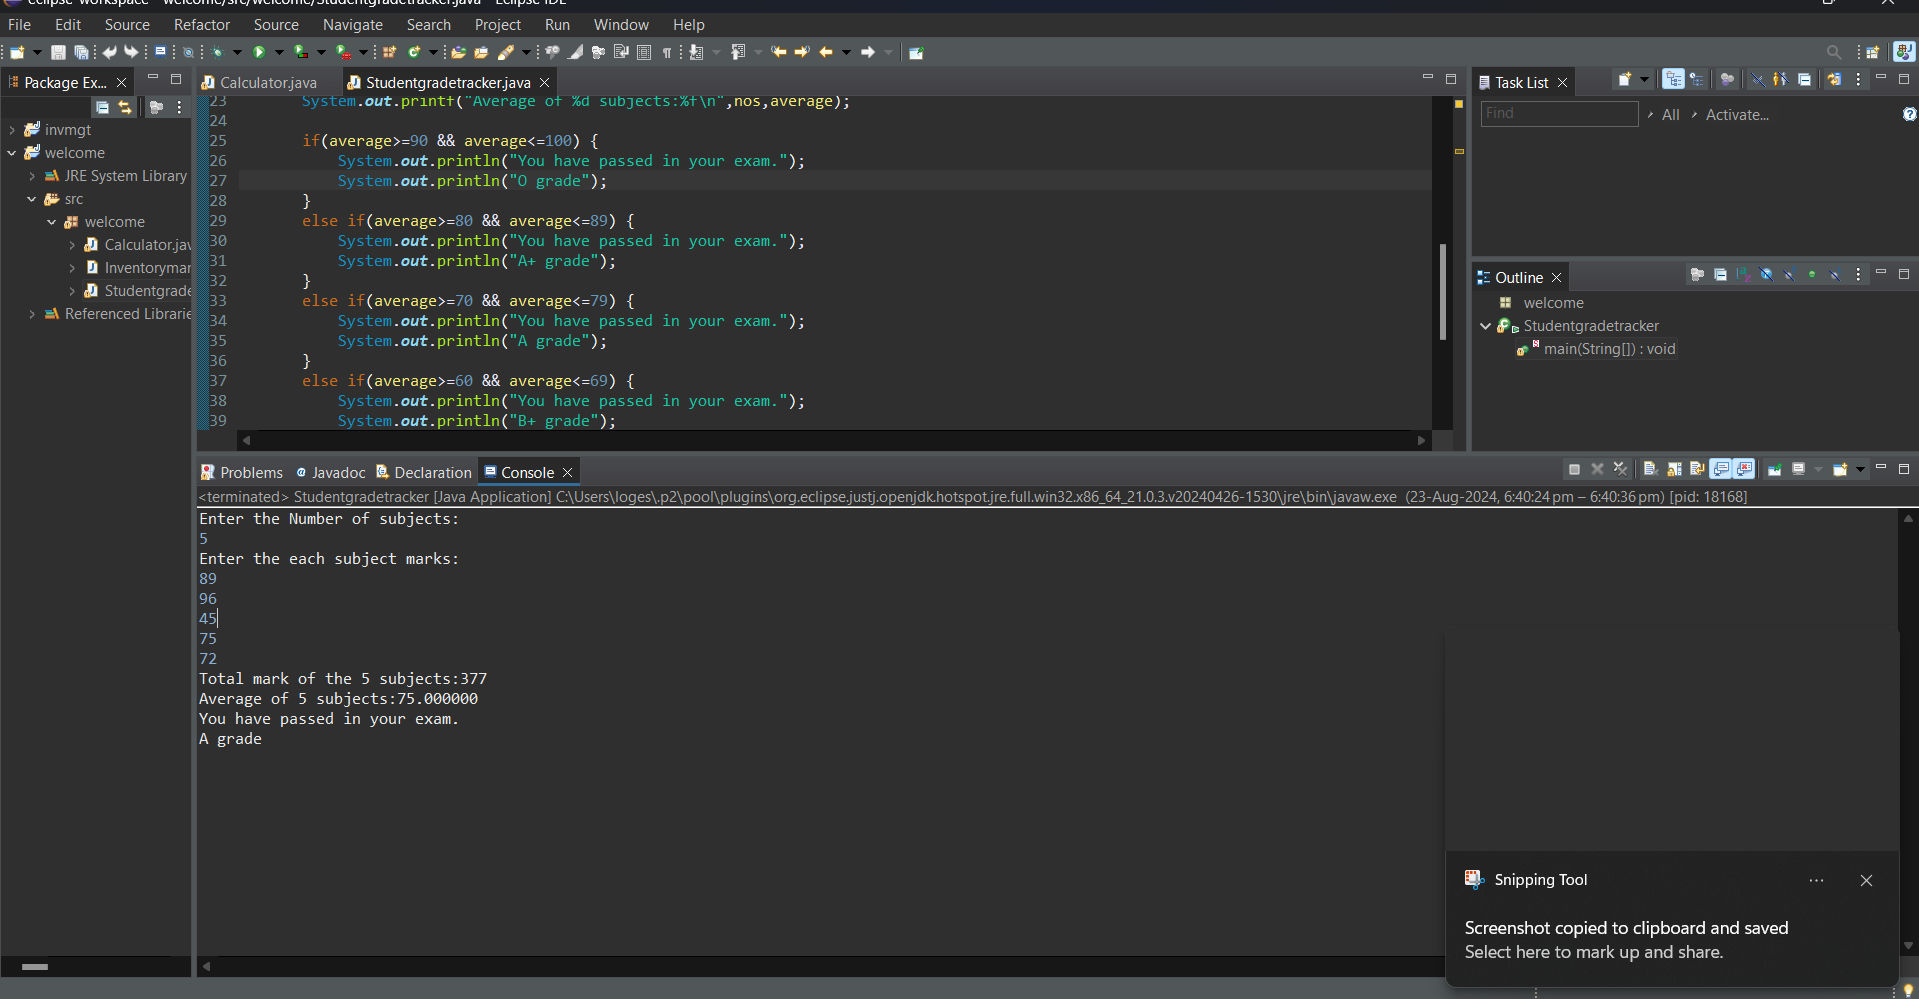 eclipse-workspace - welcome/src/welcome/Studentgradetracker.java - Eclipse IDE
File Edit Source Refactor Source Navigate Search Project Run Window Help
Package Ex...
invmgt
welcome
JRE System Library
src
welcome
Calculator.jav
Inventorymar
Studentgrade
Referenced Librarie
Calculator.java
Studentgradetracker.java
23 System.out.printf("Average of %d subjects:%f\n",nos,average);
24
25 if(average>=90 && average<=100) {
26 System.out.println("You have passed in your exam.");
27 System.out.println("O grade");
28 }
29 else if(average>=80 && average<=89) {
30 System.out.println("You have passed in your exam.");
31 System.out.println("A+ grade");
32 }
33 else if(average>=70 && average<=79) {
34 System.out.println("You have passed in your exam.");
35 System.out.println("A grade");
36 }
37 else if(average>=60 && average<=69) {
38 System.out.println("You have passed in your exam.");
39 System.out.println("B+ grade");
Task List
Find
All
Activate...
Outline
welcome
Studentgradetracker
main(String[]) : void
Problems Javadoc Declaration Console
<terminated> Studentgradetracker [Java Application] C:\Users\loges\.p2\pool\plugins\org.eclipse.justj.openjdk.hotspot.jre.full.win32.x86_64_21.0.3.v20240426-1530\jre\bin\javaw.exe (23-Aug-2024, 6:40:24 pm – 6:40:36 pm) [pid: 18168]
Enter the Number of subjects:
5
Enter the each subject marks:
89
96
45
75
72
Total mark of the 5 subjects:377
Average of 5 subjects:75.000000
You have passed in your exam.
A grade
Snipping Tool
Screenshot copied to clipboard and saved
Select here to mark up and share.